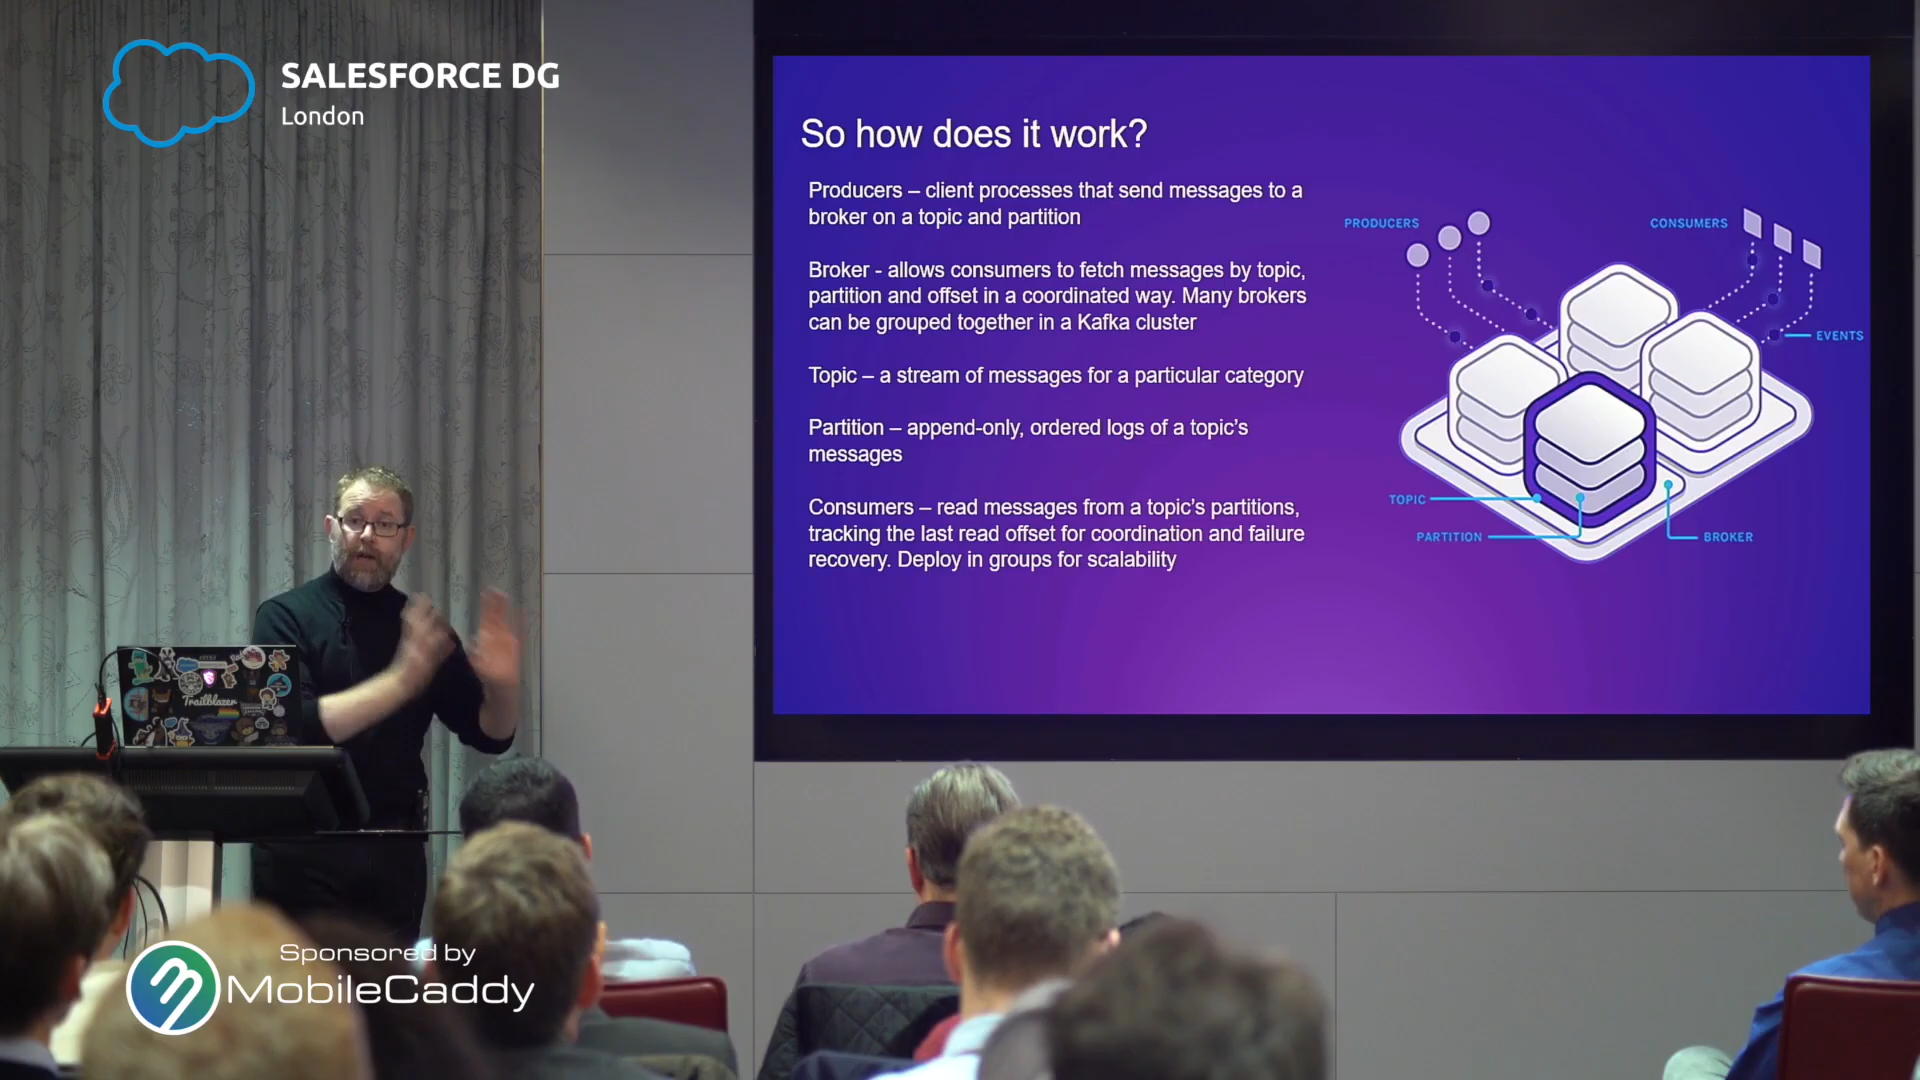 SALESFORCE DG
London
So how does it work?
Producers – client processes that send messages to a
broker on a topic and partition
Broker - allows consumers to fetch messages by topic,
partition and offset in a coordinated way. Many brokers
can be grouped together in a Kafka cluster
Topic – a stream of messages for a particular category
Partition – append-only, ordered logs of a topic's
messages
Consumers – read messages from a topic's partitions,
tracking the last read offset for coordination and failure
recovery. Deploy in groups for scalability
PRODUCERS
CONSUMERS
EVENTS
TOPIC
PARTITION
BROKER
Trailblazer
Sponsored by
MobileCaddy